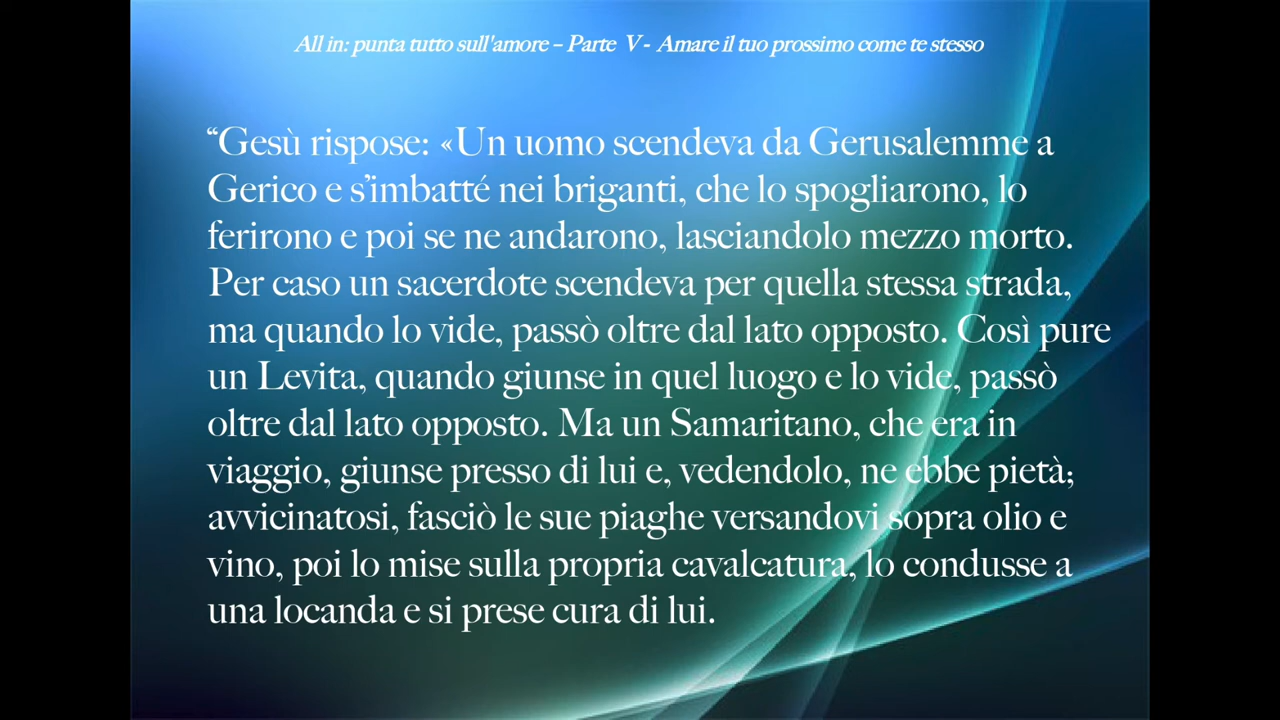 All in: punta tutto sull'amore – Parte V - Amare il tuo prossimo come te stesso
“Gesù rispose: «Un uomo scendeva da Gerusalemme a
Gerico e s’imbatté nei briganti, che lo spogliarono, lo
ferirono e poi se ne andarono, lasciandolo mezzo morto.
Per caso un sacerdote scendeva per quella stessa strada,
ma quando lo vide, passò oltre dal lato opposto. Così pure
un Levita, quando giunse in quel luogo e lo vide, passò
oltre dal lato opposto. Ma un Samaritano, che era in
viaggio, giunse presso di lui e, vedendolo, ne ebbe pietà;
avvicinatosi, fasciò le sue piaghe versandovi sopra olio e
vino, poi lo mise sulla propria cavalcatura, lo condusse a
una locanda e si prese cura di lui.